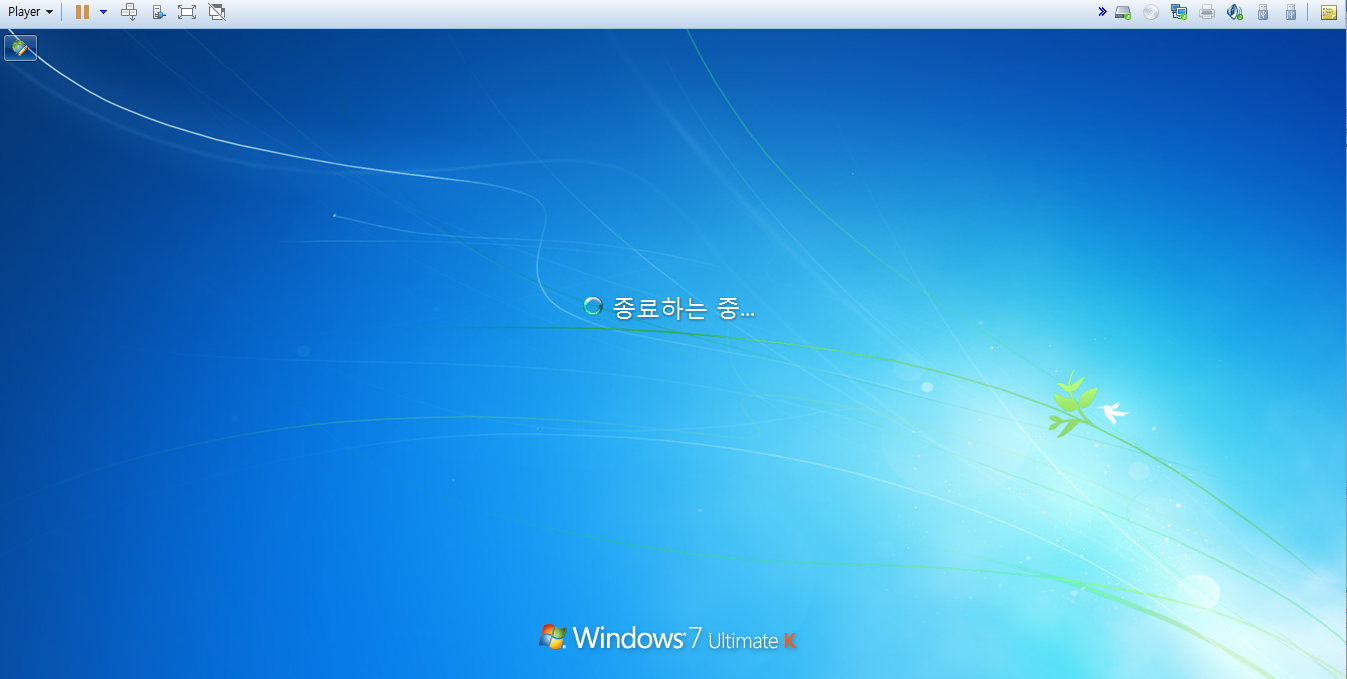 Player
종료하는 중...
Windows 7 Ultimate K